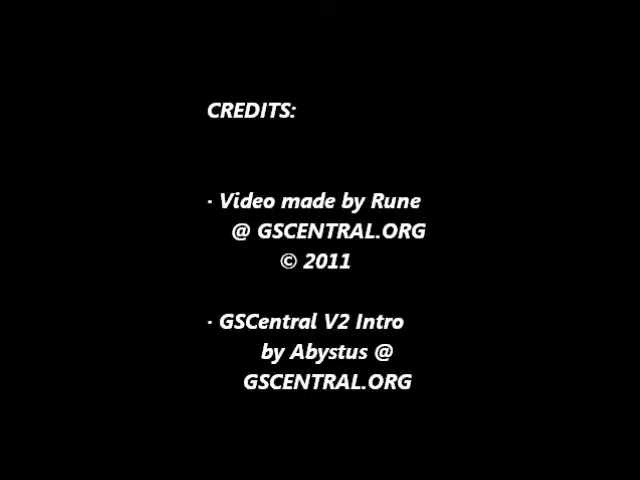 CREDITS:
· Video made by Rune
@ GSCENTRAL.ORG
© 2011
· GSCentral V2 Intro
by Abystus @
GSCENTRAL.ORG